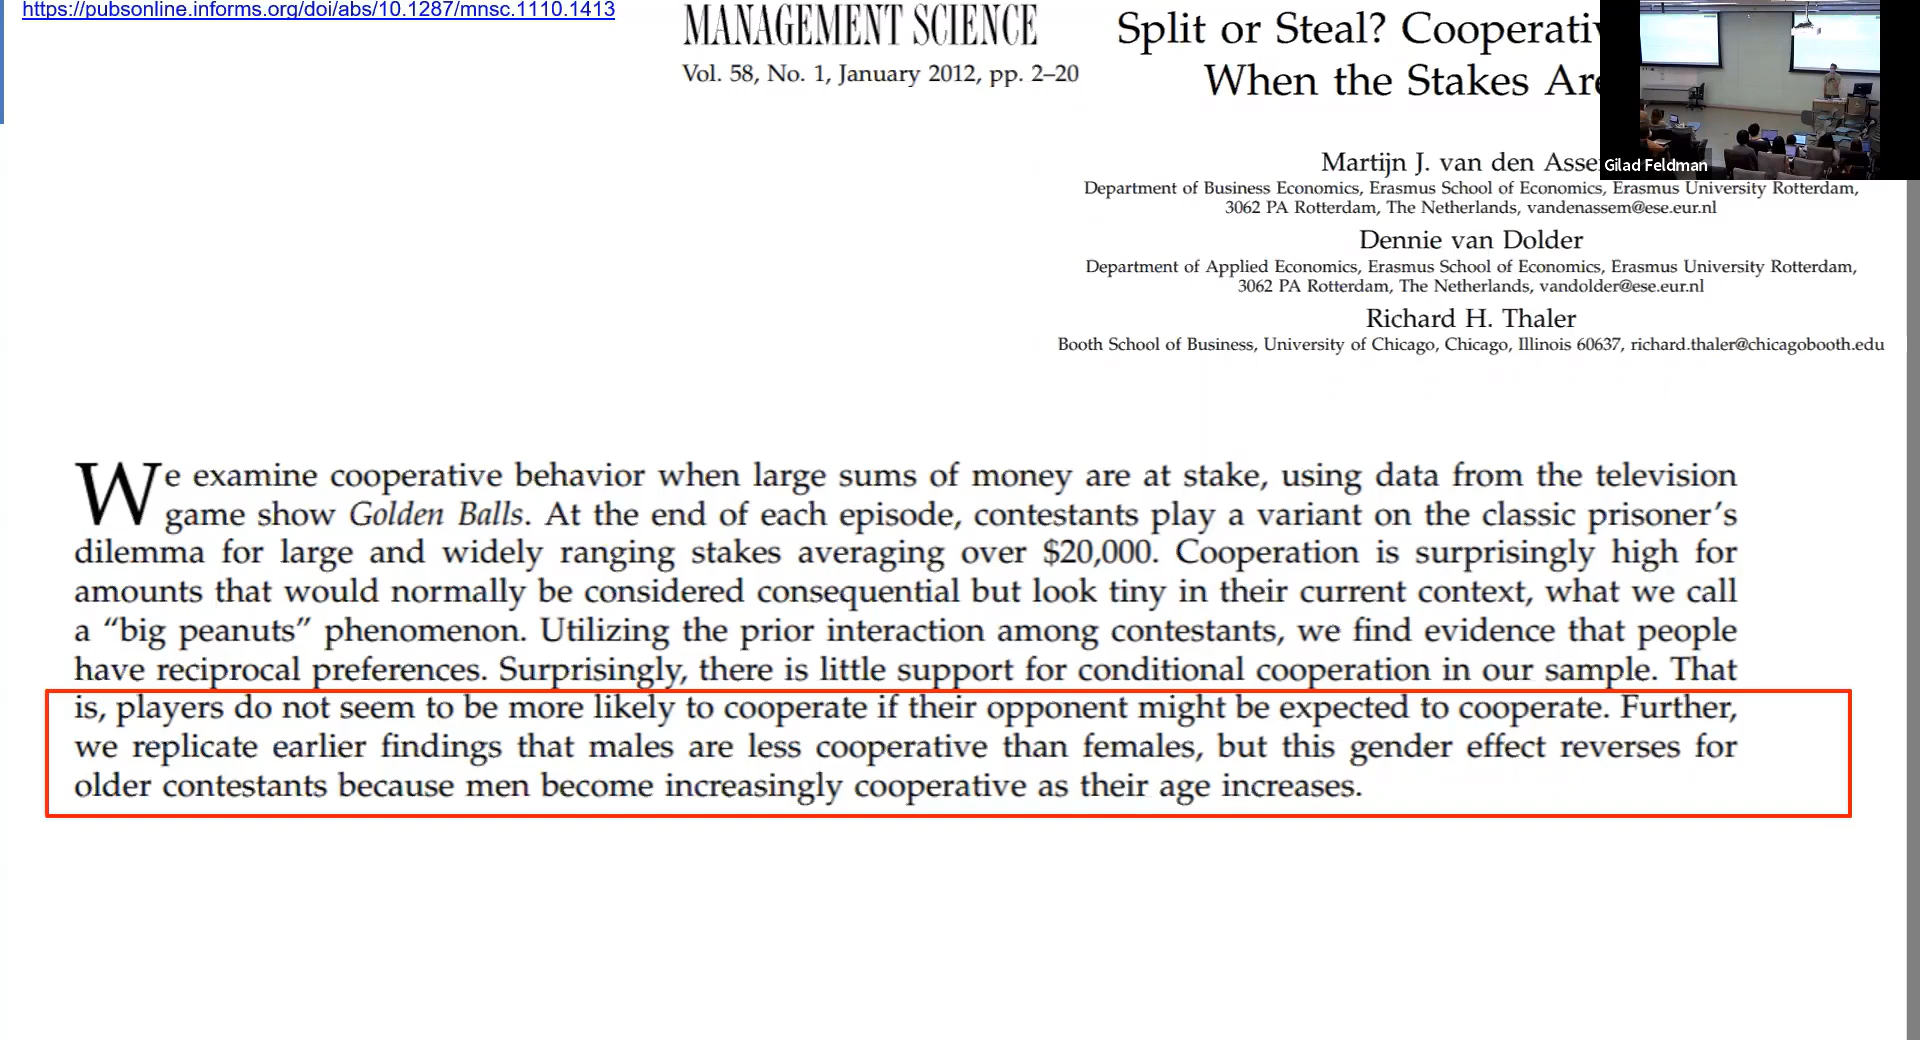 https://pubsonline.informs.org/doi/abs/10.1287/mnsc.1110.1413
MANAGEMENT SCIENCE
Vol. 58, No. 1, January 2012, pp. 2–20
Split or Steal?
When the Stakes
Gilad Feldman
Martijn J. van den
Department of Business Economics, Erasmus School of Economics, Erasmus University Rotterdam,
3062 PA Rotterdam, The Netherlands, vandenassem@ese.eur.nl
Dennie van Dolder
Department of Applied Economics, Erasmus School of Economics, Erasmus University Rotterdam,
3062 PA Rotterdam, The Netherlands, vandolder@ese.eur.nl
Richard H. Thaler
Booth School of Business, University of Chicago, Chicago, Illinois 60637, richard.thaler@chicagobooth.edu
We examine cooperative behavior when large sums of money are at stake, using data from the television
game show Golden Balls. At the end of each episode, contestants play a variant on the classic prisoner’s
dilemma for large and widely ranging stakes averaging over $20,000. Cooperation is surprisingly high for
amounts that would normally be considered consequential but look tiny in their current context, what we call
a “big peanuts” phenomenon. Utilizing the prior interaction among contestants, we find evidence that people
have reciprocal preferences. Surprisingly, there is little support for conditional cooperation in our sample. That
is, players do not seem to be more likely to cooperate if their opponent might be expected to cooperate. Further,
we replicate earlier findings that males are less cooperative than females, but this gender effect reverses for
older contestants because men become increasingly cooperative as their age increases.